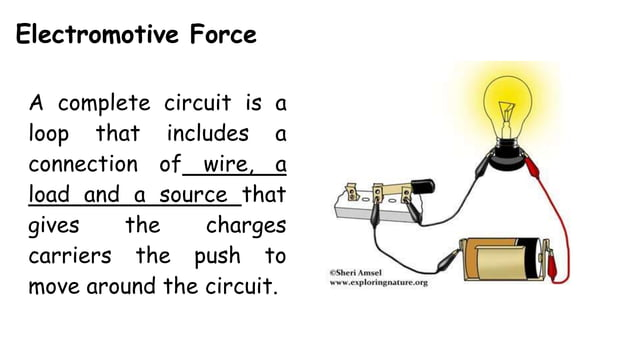 Electromotive Force
A complete circuit is a
loop that includes a
connection of wire, a
load and a source that
gives the charges
carriers the push to
move around the circuit.
©Sheri Amsel
www.exploringnature.org